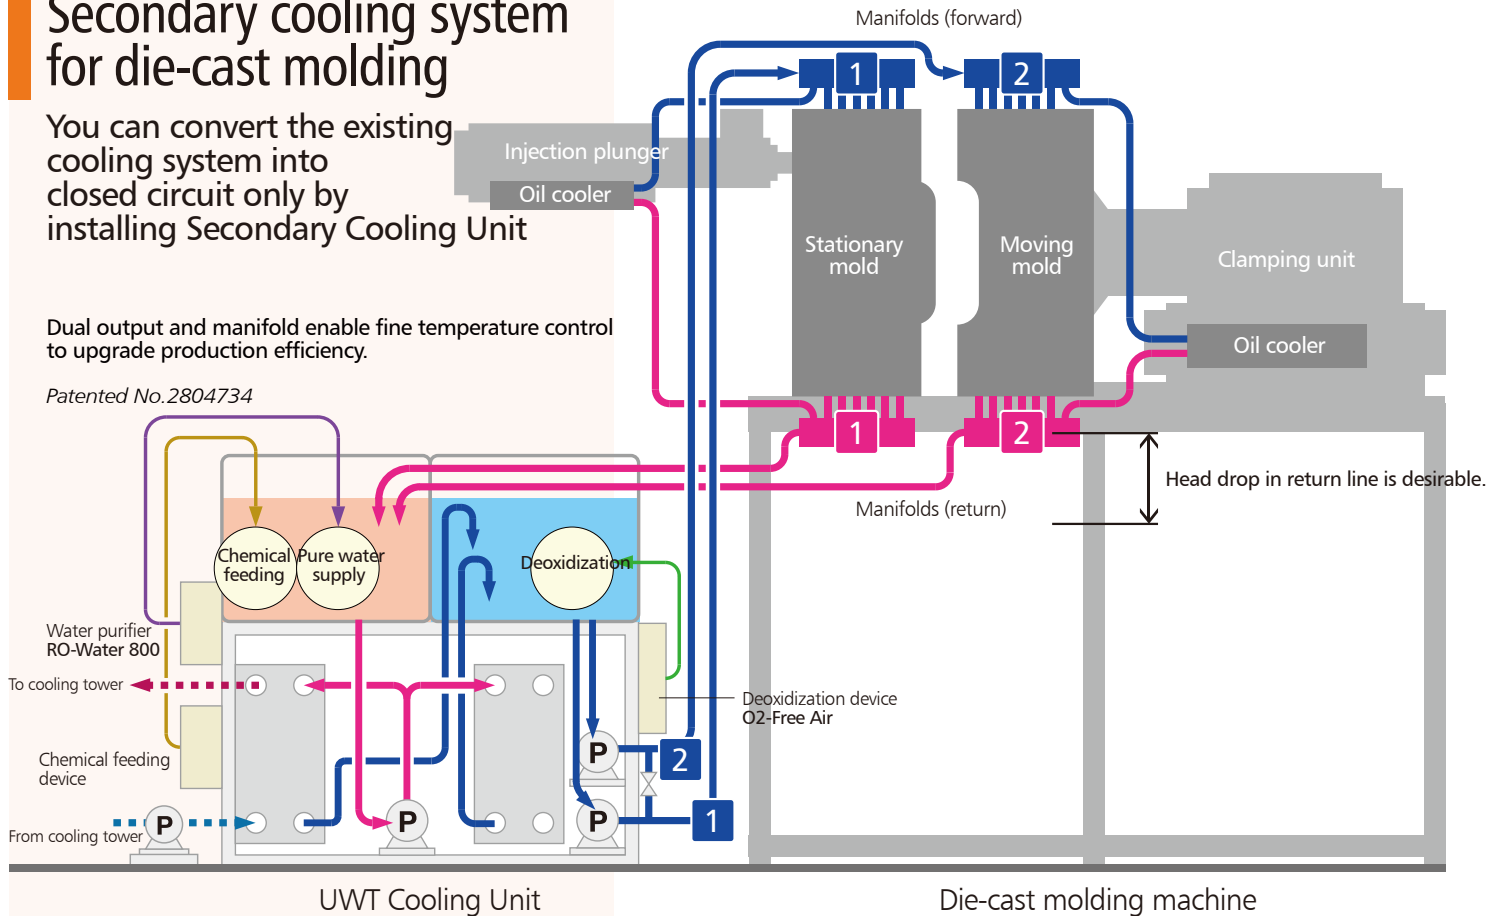 Secondary cooling system
for die-cast molding
You can convert the existing
cooling system into
closed circuit only by
installing Secondary Cooling Unit
Dual output and manifold enable fine temperature control
to upgrade production efficiency.
Patented No.2804734
Manifolds (forward)
1
2
Injection plunger
Oil cooler
Stationary
mold
Moving
mold
Clamping unit
Oil cooler
1
2
Head drop in return line is desirable.
Manifolds (return)
Chemical
feeding
Pure water
supply
Deoxidization
Water purifier
RO-Water 800
To cooling tower
Deoxidization device
O2-Free Air
Chemical feeding
device
P
2
From cooling tower
P
P
P
1
UWT Cooling Unit
Die-cast molding machine